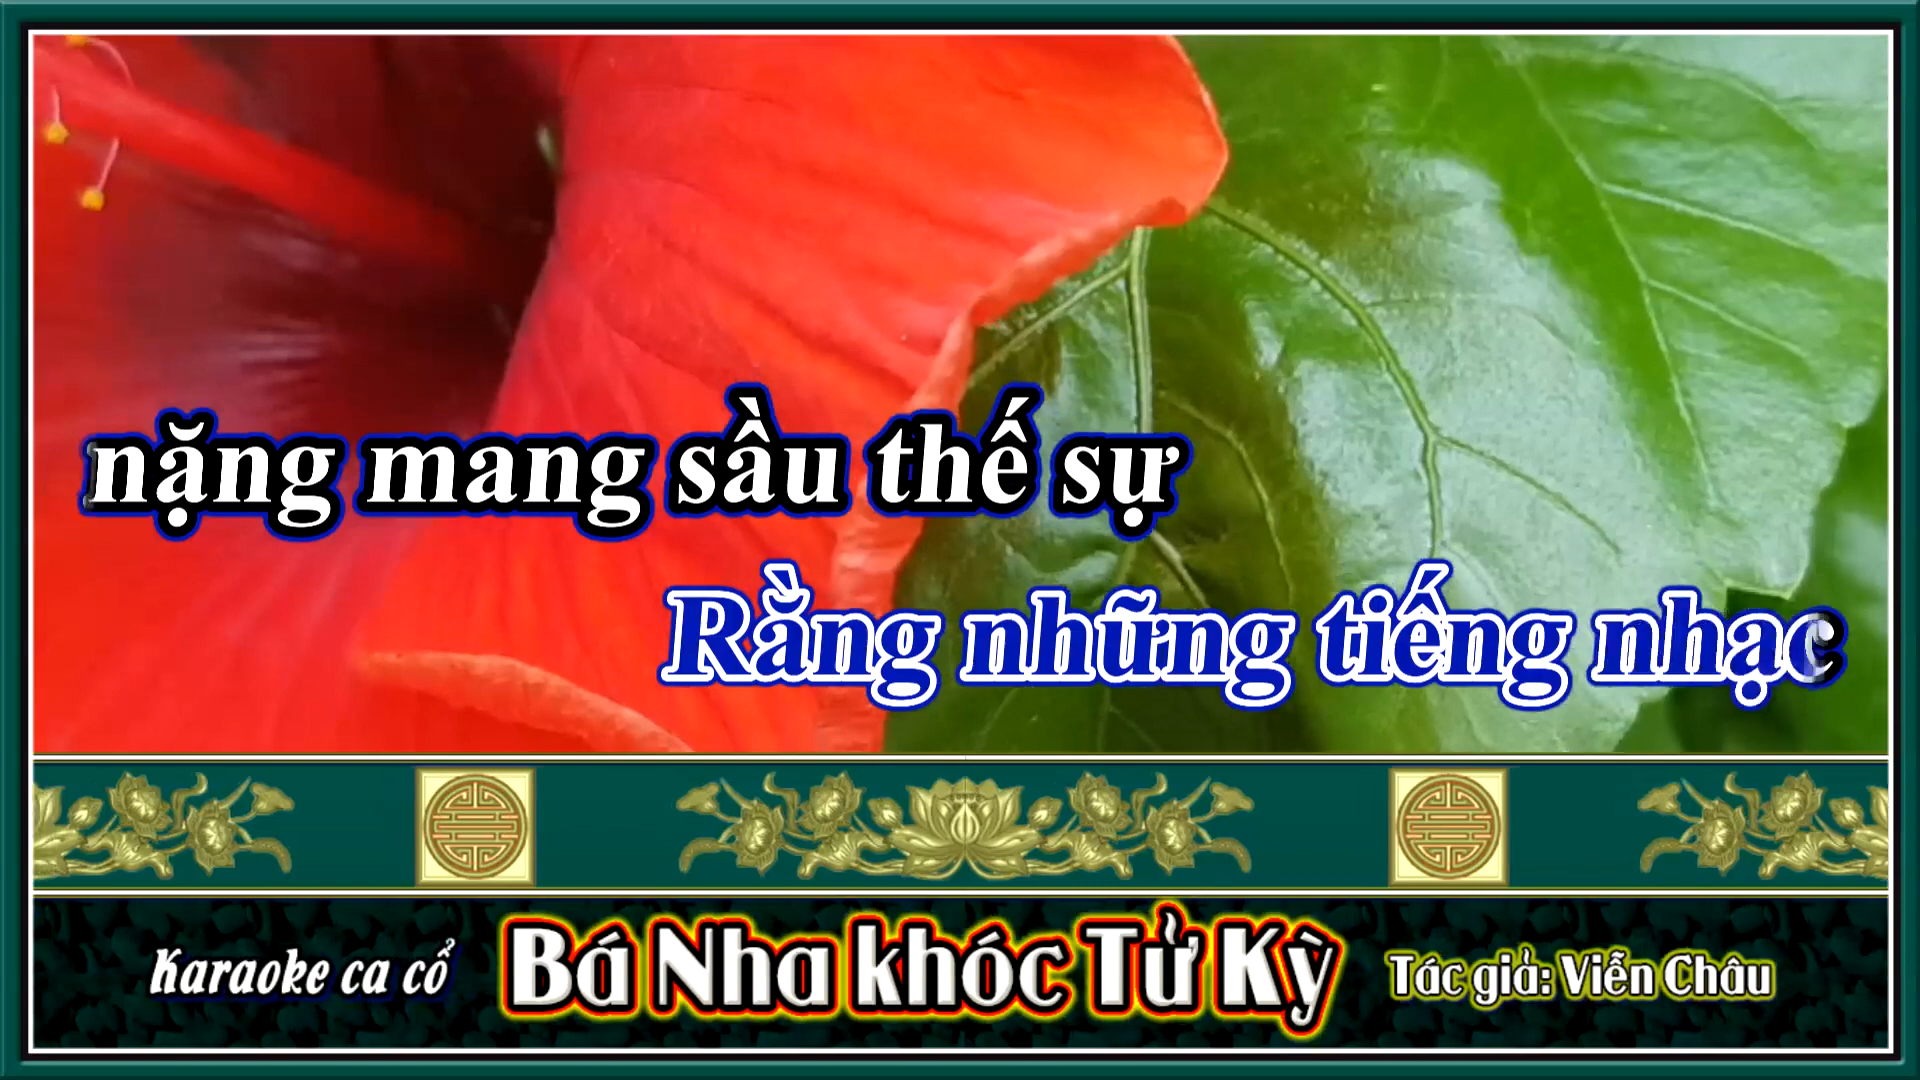 nặng mang sầu thế sự
Rằng những tiếng nhạc
Karaoke ca cổ
Bá Nha khóc Tử Kỳ
Tác giả: Viễn Châu